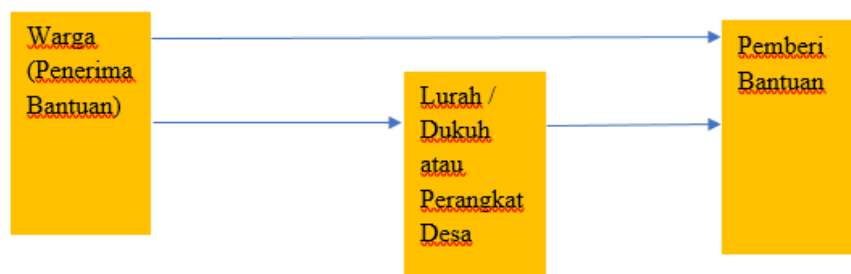 Warga
(Penerima
Bantuan)
Lurah /
Dukuh
atau
Perangkat
Desa
Pemberi
Bantuan